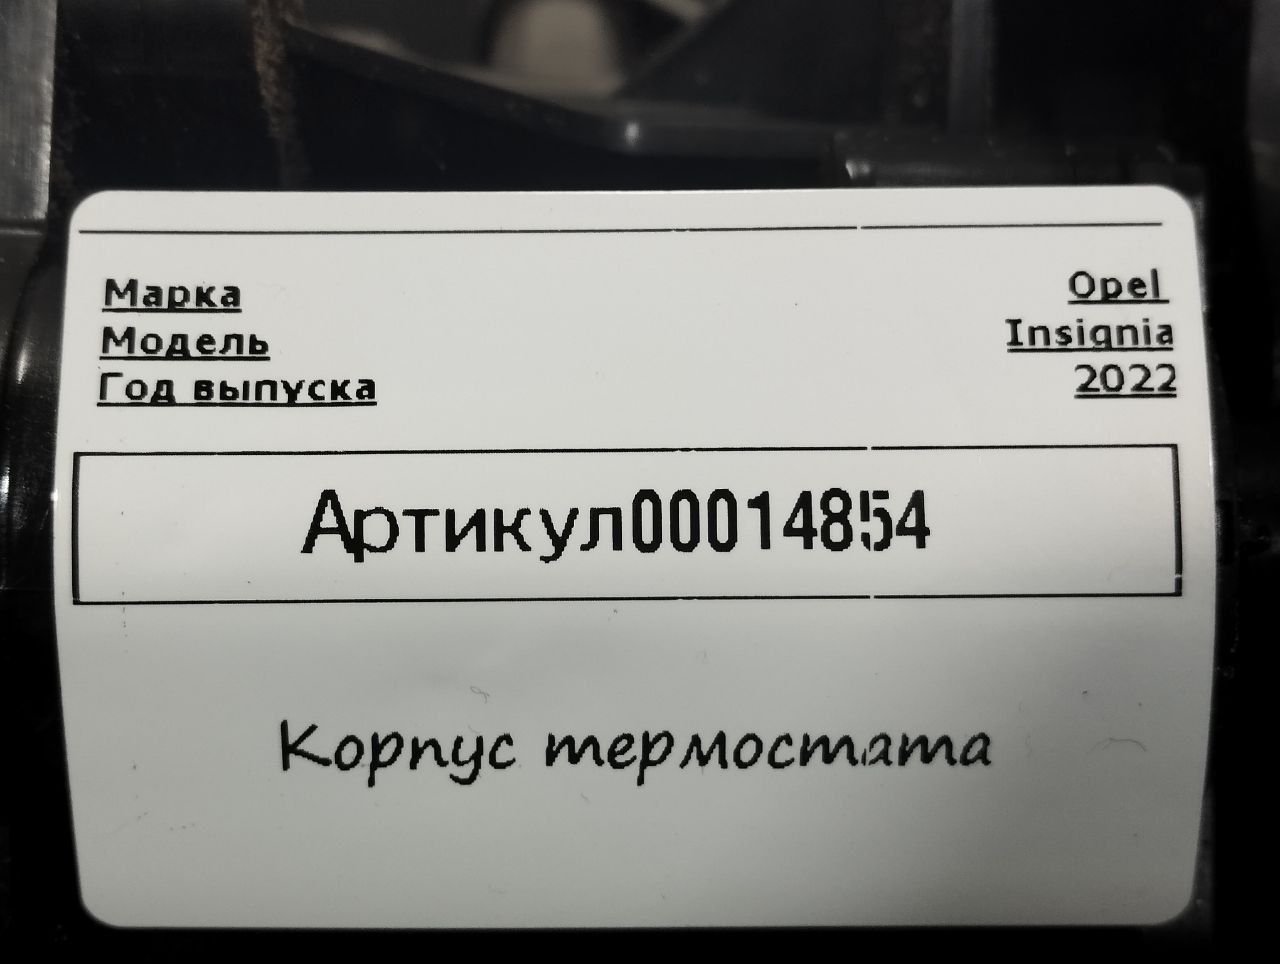 Марка Opel
Модель Insignia
Год выпуска 2022
Артикул00014854
Корпус термостата